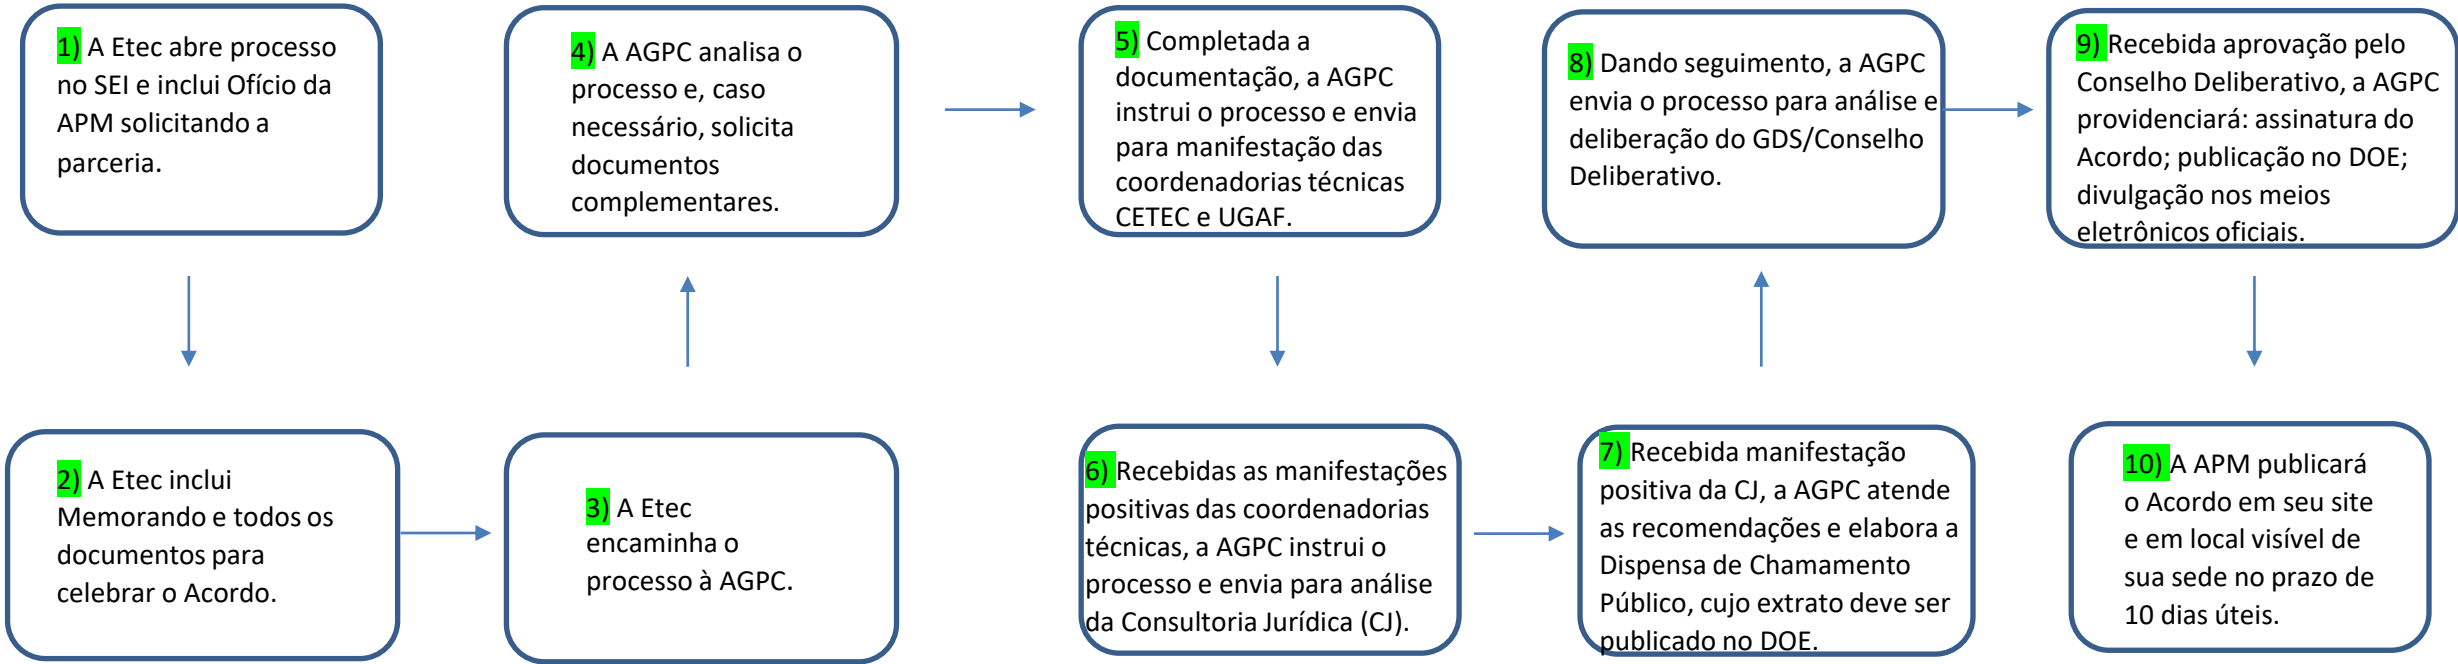 1) A Etec abre processo
no SEI e inclui Ofício da
APM solicitando a
parceria.
2) A Etec inclui
Memorando e todos os
documentos para
celebrar o Acordo.
3) A Etec
encaminha o
processo à AGPC.
4) A AGPC analisa o
processo e, caso
necessário, solicita
documentos
complementares.
5) Completada a
documentação, a AGPC
instrui o processo e envia
para manifestação das
coordenadorias técnicas
CETEC e UGAF.
6) Recebidas as manifestações
positivas das coordenadorias
técnicas, a AGPC instrui o
processo e envia para análise
da Consultoria Jurídica (CJ).
7) Recebida manifestação
positiva da CJ, a AGPC atende
as recomendações e elabora a
Dispensa de Chamamento
Público, cujo extrato deve ser
publicado no DOE.
8) Dando seguimento, a AGPC
envia o processo para análise e
deliberação do GDS/Conselho
Deliberativo.
9) Recebida aprovação pelo
Conselho Deliberativo, a AGPC
providenciará: assinatura do
Acordo; publicação no DOE;
divulgação nos meios
eletrônicos oficiais.
10) A APM publicará
o Acordo em seu site
e em local visível de
sua sede no prazo de
10 dias úteis.